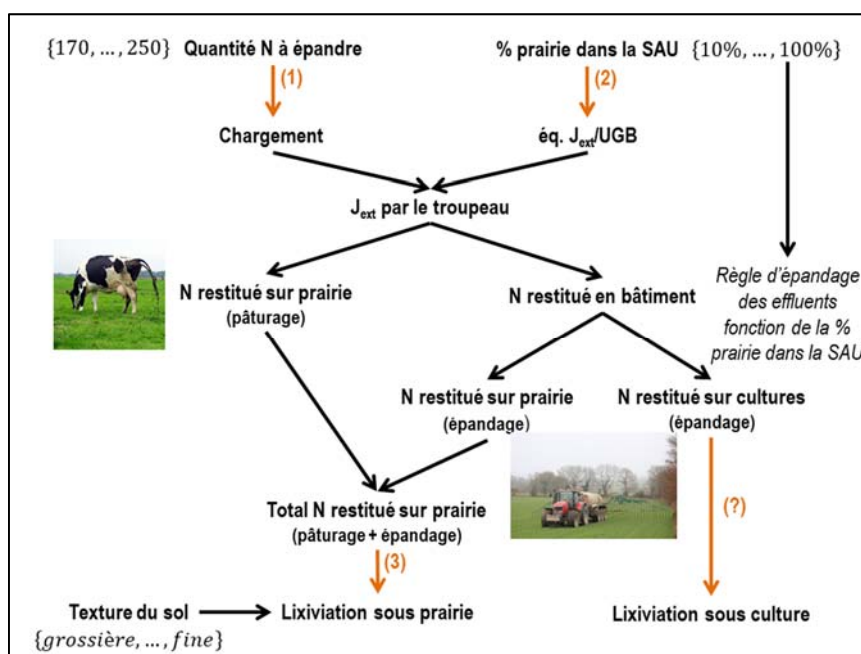 {170, ..., 250} Quantité N à épandre % prairie dans la SAU {10%, ..., 100%}
(1) (2)
Chargement éq. Jext/UGB
Jext par le troupeau
N restitué sur prairie
(pâturage)
N restitué en bâtiment
Règle d'épandage
des effluents
fonction de la %
prairie dans la SAU
N restitué sur prairie
(épandage)
N restitué sur cultures
(épandage)
Total N restitué sur prairie
(pâturage + épandage)
(?)
(3)
Texture du sol Lixiviation sous prairie Lixiviation sous culture
{grossière, ..., fine}